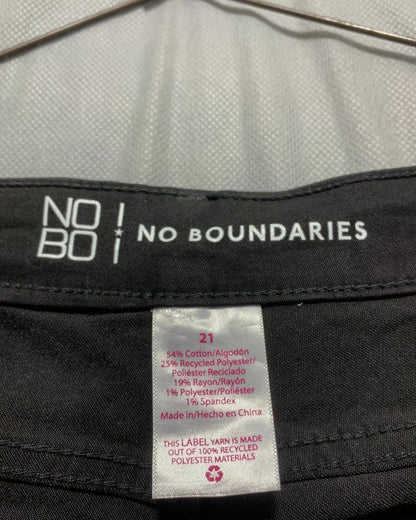 NO
BO
NO BOUNDARIES
21
54% Cotton/Algodón
25% Recycled Polyester/
Poliéster Reciclado
19% Rayon/Rayón
1% Polyester/Poliéster
1% Spandex
Made in/Hecho en China
THIS LABEL YARN IS MADE
OUT OF 100% RECYCLED
POLYESTER MATERIALS